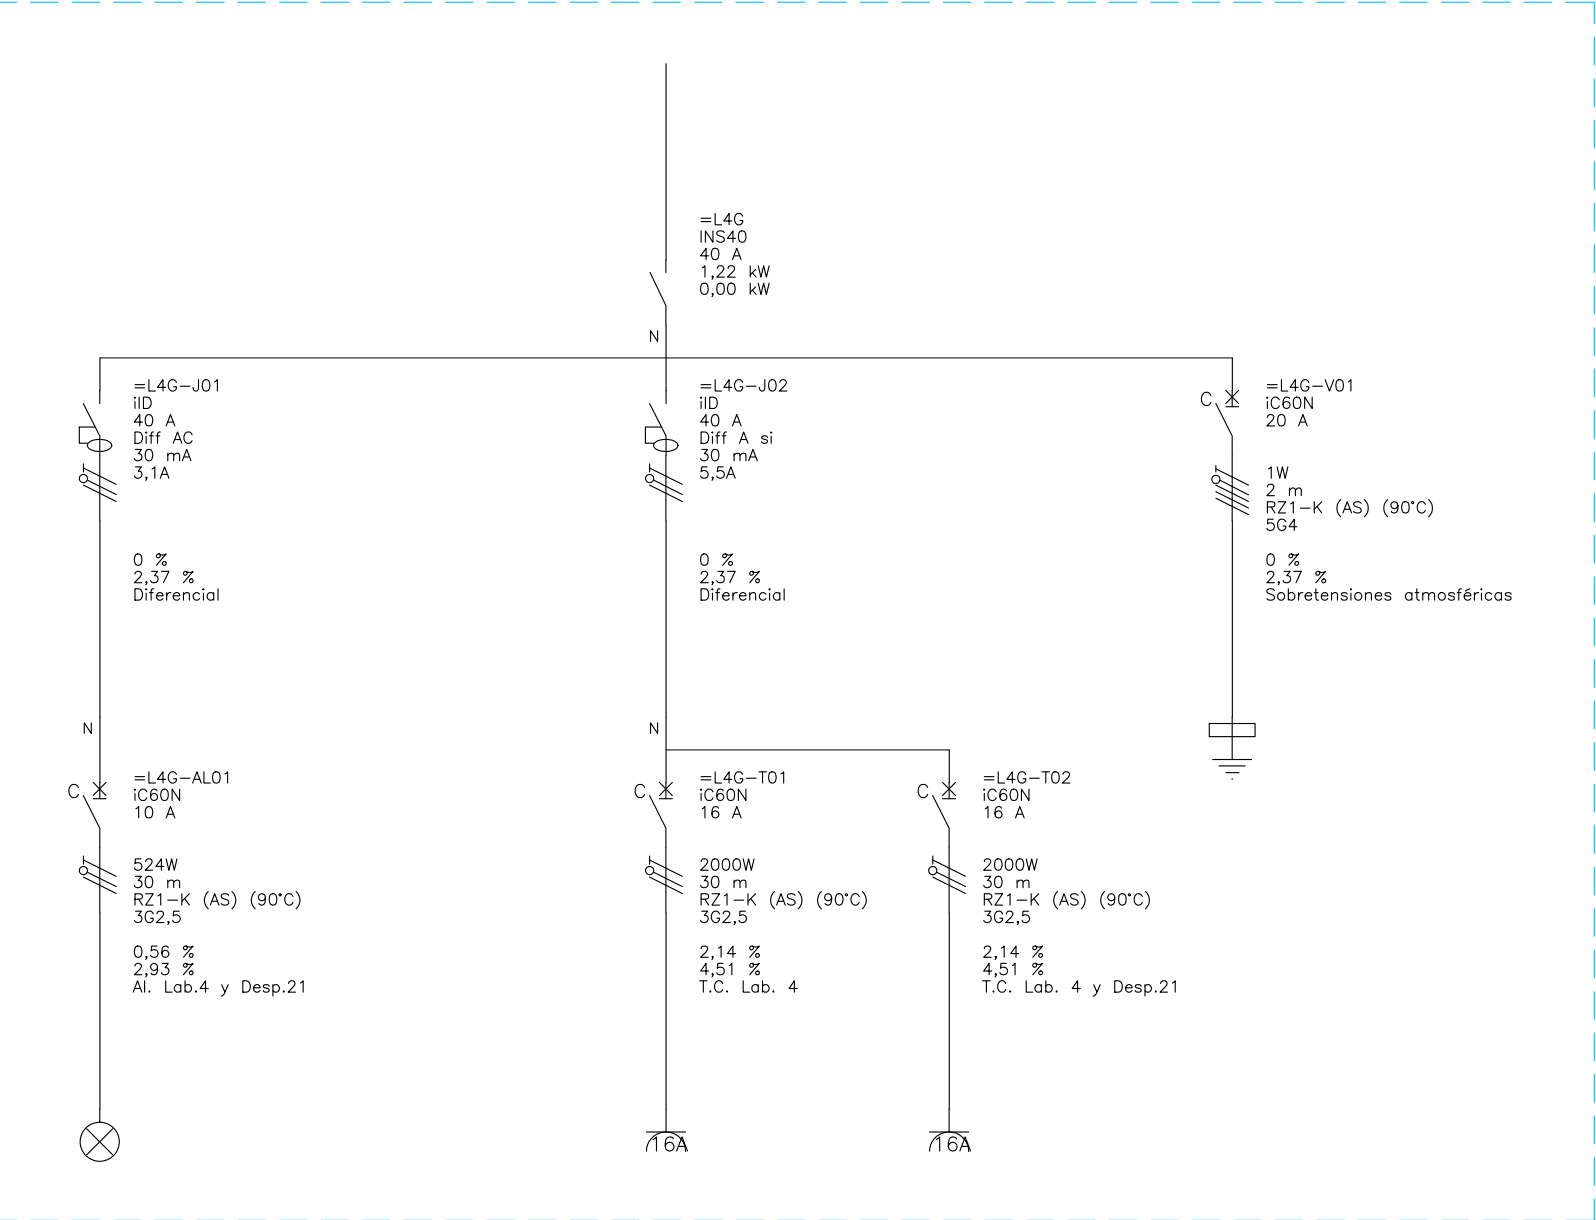 =L4G
INS40
40 A
1,22 kW
0,00 kW
N
=L4G-J01
iID
40 A
Diff AC
30 mA
3,1A
0 %
2,37 %
Diferencial
N
=L4G-J02
iID
40 A
Diff A si
30 mA
5,5A
0 %
2,37 %
Diferencial
N
C
=L4G-V01
iC60N
20 A
1W
2 m
RZ1-K (AS) (90°C)
5G4
0 %
2,37 %
Sobretensiones atmosféricas
C
=L4G-AL01
iC60N
10 A
524W
30 m
RZ1-K (AS) (90°C)
3G2,5
0,56 %
2,93 %
Al. Lab.4 y Desp.21
C
=L4G-T01
iC60N
16 A
2000W
30 m
RZ1-K (AS) (90°C)
3G2,5
2,14 %
4,51 %
T.C. Lab. 4
16A
C
=L4G-T02
iC60N
16 A
2000W
30 m
RZ1-K (AS) (90°C)
3G2,5
2,14 %
4,51 %
T.C. Lab. 4 y Desp.21
16A